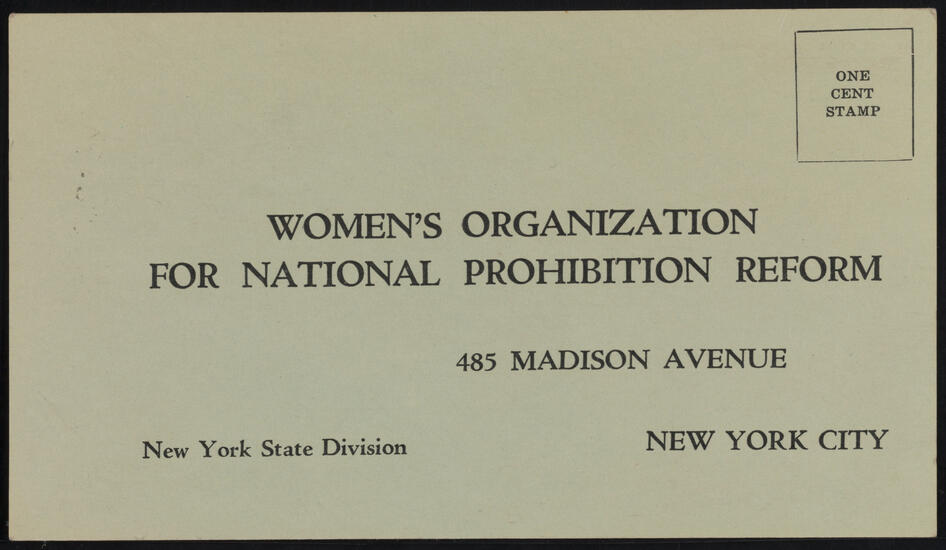 ONE
CENT
STAMP
WOMEN'S ORGANIZATION
FOR NATIONAL PROHIBITION REFORM
485 MADISON AVENUE
New York State Division
NEW YORK CITY